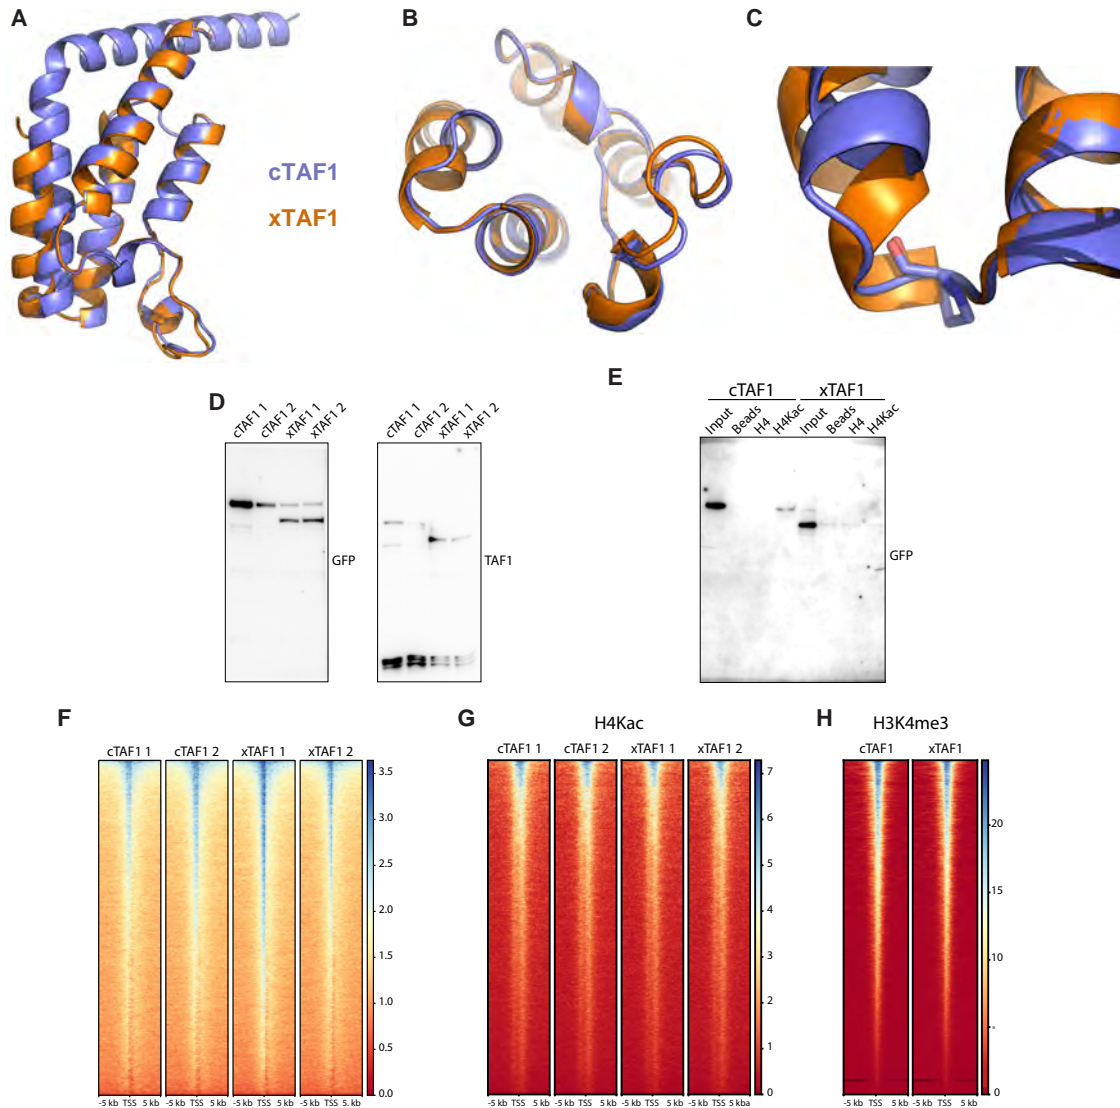 A
B
C
cTAF1
xTAF1
D
cTAF1 1
cTAF1 2
xTAF1 1
xTAF1 2
GFP
cTAF1 1
cTAF1 2
xTAF1 1
xTAF1 2
TAF1
E
cTAF1
xTAF1
Input
Beads
H4
H4Kac
Input
Beads
H4
H4Kac
GFP
F
cTAF1 1
cTAF1 2
xTAF1 1
xTAF1 2
3.5
3.0
2.5
2.0
1.5
1.0
0.5
0.0
-5 kb TSS 5 kb
-5 kb TSS 5 kb
-5 kb TSS 5 kb
-5 kb TSS 5. kb
G
H4Kac
cTAF1 1
cTAF1 2
xTAF1 1
xTAF1 2
7
6
5
4
3
2
1
0
-5 kb TSS 5 kb
-5 kb TSS 5 kb
-5 kb TSS 5 kb
-5 kb TSS 5 kba
H
H3K4me3
cTAF1
xTAF1
20
15
10
5
0
-5 kb TSS 5 kb
-5 kb TSS 5 kb